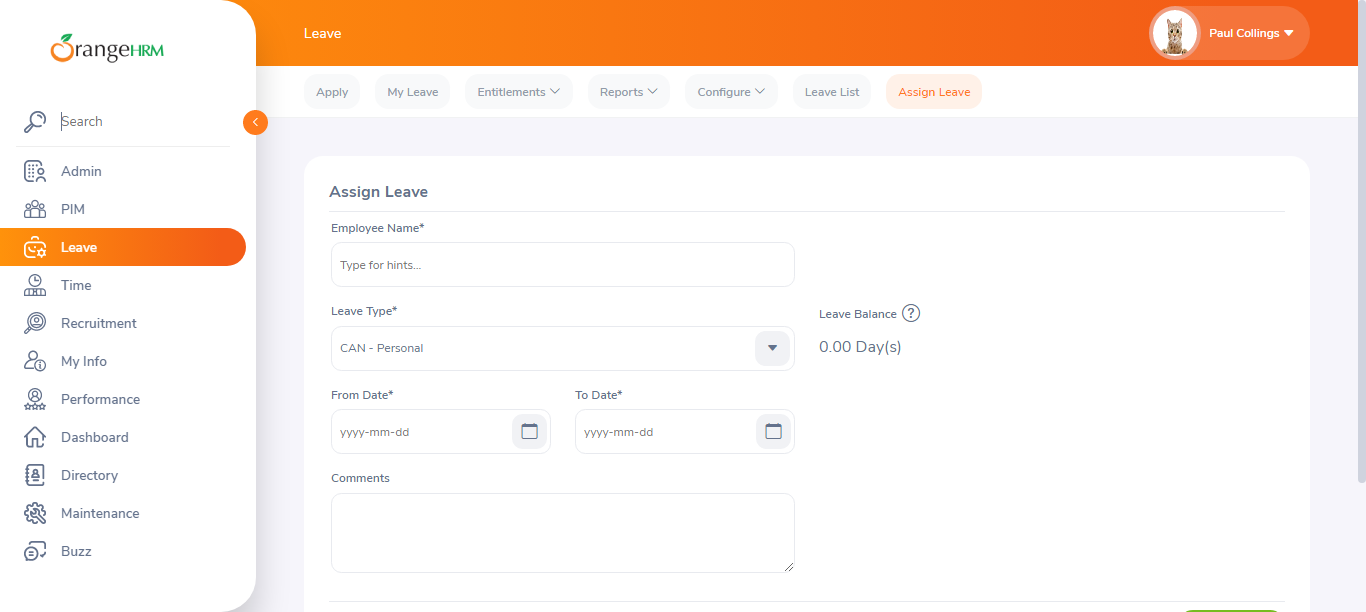 OrangeHRM
Leave
Paul Collings
Apply
My Leave
Entitlements
Reports
Configure
Leave List
Assign Leave
Search
Admin
PIM
Leave
Time
Recruitment
My Info
Performance
Dashboard
Directory
Maintenance
Buzz
Assign Leave
Employee Name*
Type for hints...
Leave Type*
CAN - Personal
Leave Balance ?
0.00 Day(s)
From Date*
To Date*
yyyy-mm-dd
yyyy-mm-dd
Comments